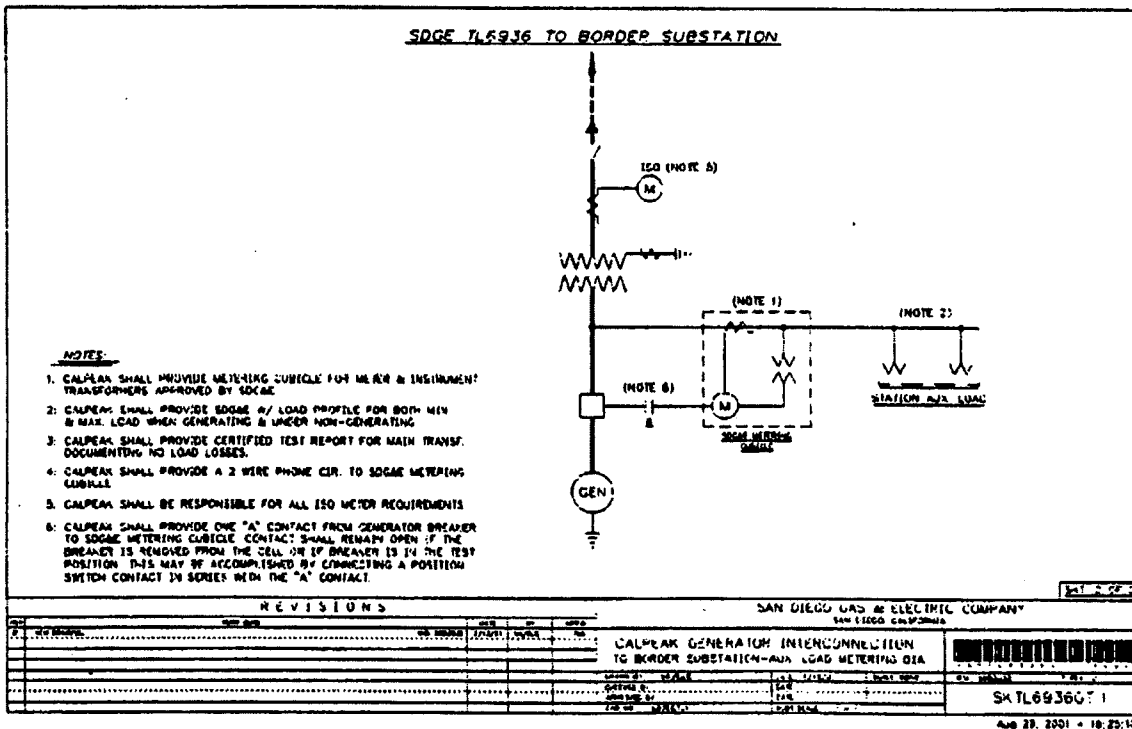 SDGE TL6936 TO BORDER SUBSTATION
ISO (NOTE 5)
M
(NOTE 1)
(NOTE 2)
(NOTE 6)
M
STATION AUX LOAD
SDG&E METERING
CUBICLE
GEN
NOTES:
1. CALPEAK SHALL PROVIDE METERING CUBICLE FOR METER & INSTRUMENT
TRANSFORMERS APPROVED BY SDG&E
2: CALPEAK SHALL PROVIDE SDG&E W/ LOAD PROFILE FOR BOTH MIN
& MAX. LOAD WHEN GENERATING & UNDER NON-GENERATING
3: CALPEAK SHALL PROVIDE CERTIFIED TEST REPORT FOR MAIN TRANSF.
DOCUMENTING NO LOAD LOSSES.
4: CALPEAK SHALL PROVIDE A 2 WIRE PHONE CIR. TO SDG&E METERING
CUBICLE
5. CALPEAK SHALL BE RESPONSIBLE FOR ALL ISO METER REQUIREMENTS
6: CALPEAK SHALL PROVIDE ONE "A" CONTACT FROM GENERATOR BREAKER
TO SDG&E METERING CUBICLE. CONTACT SHALL REMAIN OPEN IF THE
BREAKER IS REMOVED FROM THE CELL OR IF BREAKER IS IN THE TEST
POSITION. THIS MAY BE ACCOMPLISHED BY CONNECTING A POSITION
SWITCH CONTACT IN SERIES WITH THE "A" CONTACT.
REVISIONS
SAN DIEGO GAS & ELECTRIC COMPANY
SAN DIEGO CALIFORNIA
CALPEAK GENERATOR INTERCONNECTION
TO BORDER SUBSTATION-AUX LOAD METERING DIA
Aug 29, 2001